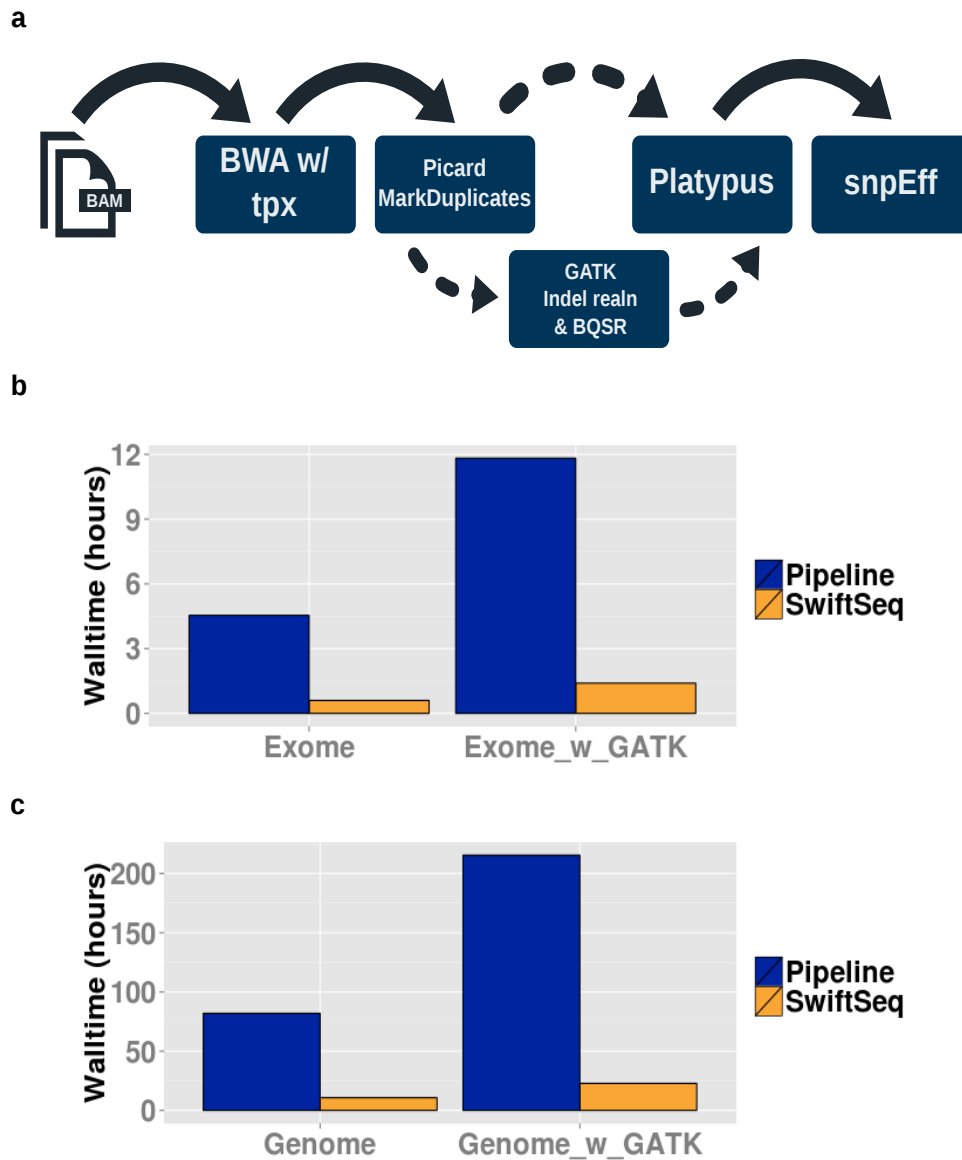 a
BAM
BWA w/
tpx
Picard
MarkDuplicates
Platypus
snpEff
GATK
Indel realn
& BQSR
b
Walltime (hours)
12
9
6
3
0
Exome
Exome_w_GATK
Pipeline
SwiftSeq
c
Walltime (hours)
200
150
100
50
0
Genome
Genome_w_GATK
Pipeline
SwiftSeq